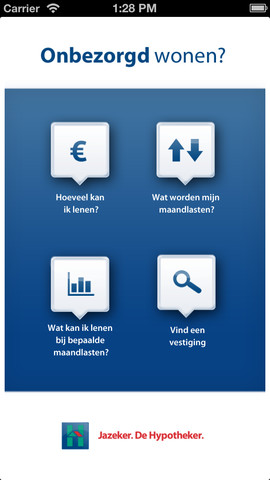 Carrier 1:28 PM
Onbezorgd wonen?
€
Hoeveel kan
ik lenen?
Wat worden mijn
maandlasten?
Wat kan ik lenen
bij bepaalde
maandlasten?
Vind een
vestiging
Jazeker. De Hypotheker.